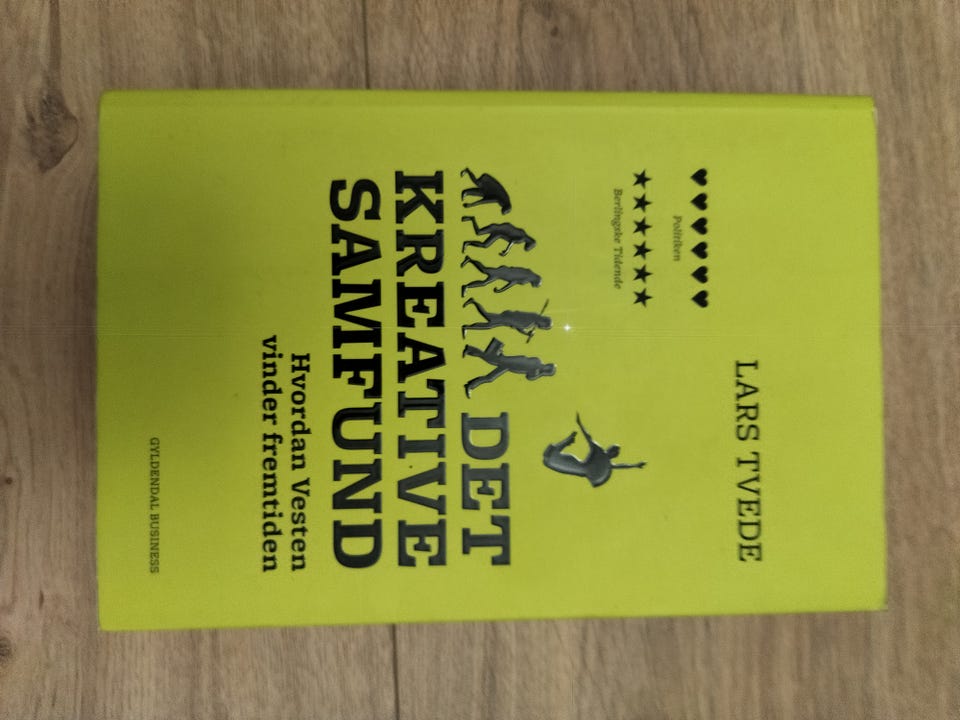 LARS TVEDE
♥♥♥♥♥♥
Politiken
★★★★★★
Berlingske Tidende
DET
KREATIVE
SAMFUND
Hvordan Vesten
vinder fremtiden
GYLDENDAL BUSINESS